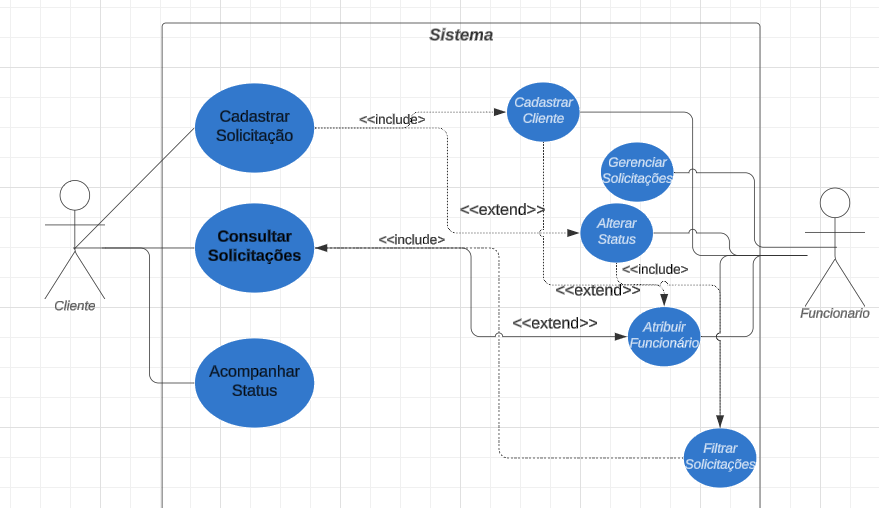 Sistema
Cadastrar
Solicitação
<<include>
Cadastrar
Cliente
Gerenciar
Solicitações
<<extend>>
Alterar
Status
Consultar
Solicitações
<<include>
<<include>
<<extend>>
Cliente
Funcionario
<<extend>>
Atribuir
Funcionário
Acompanhar
Status
Filtrar
Solicitações